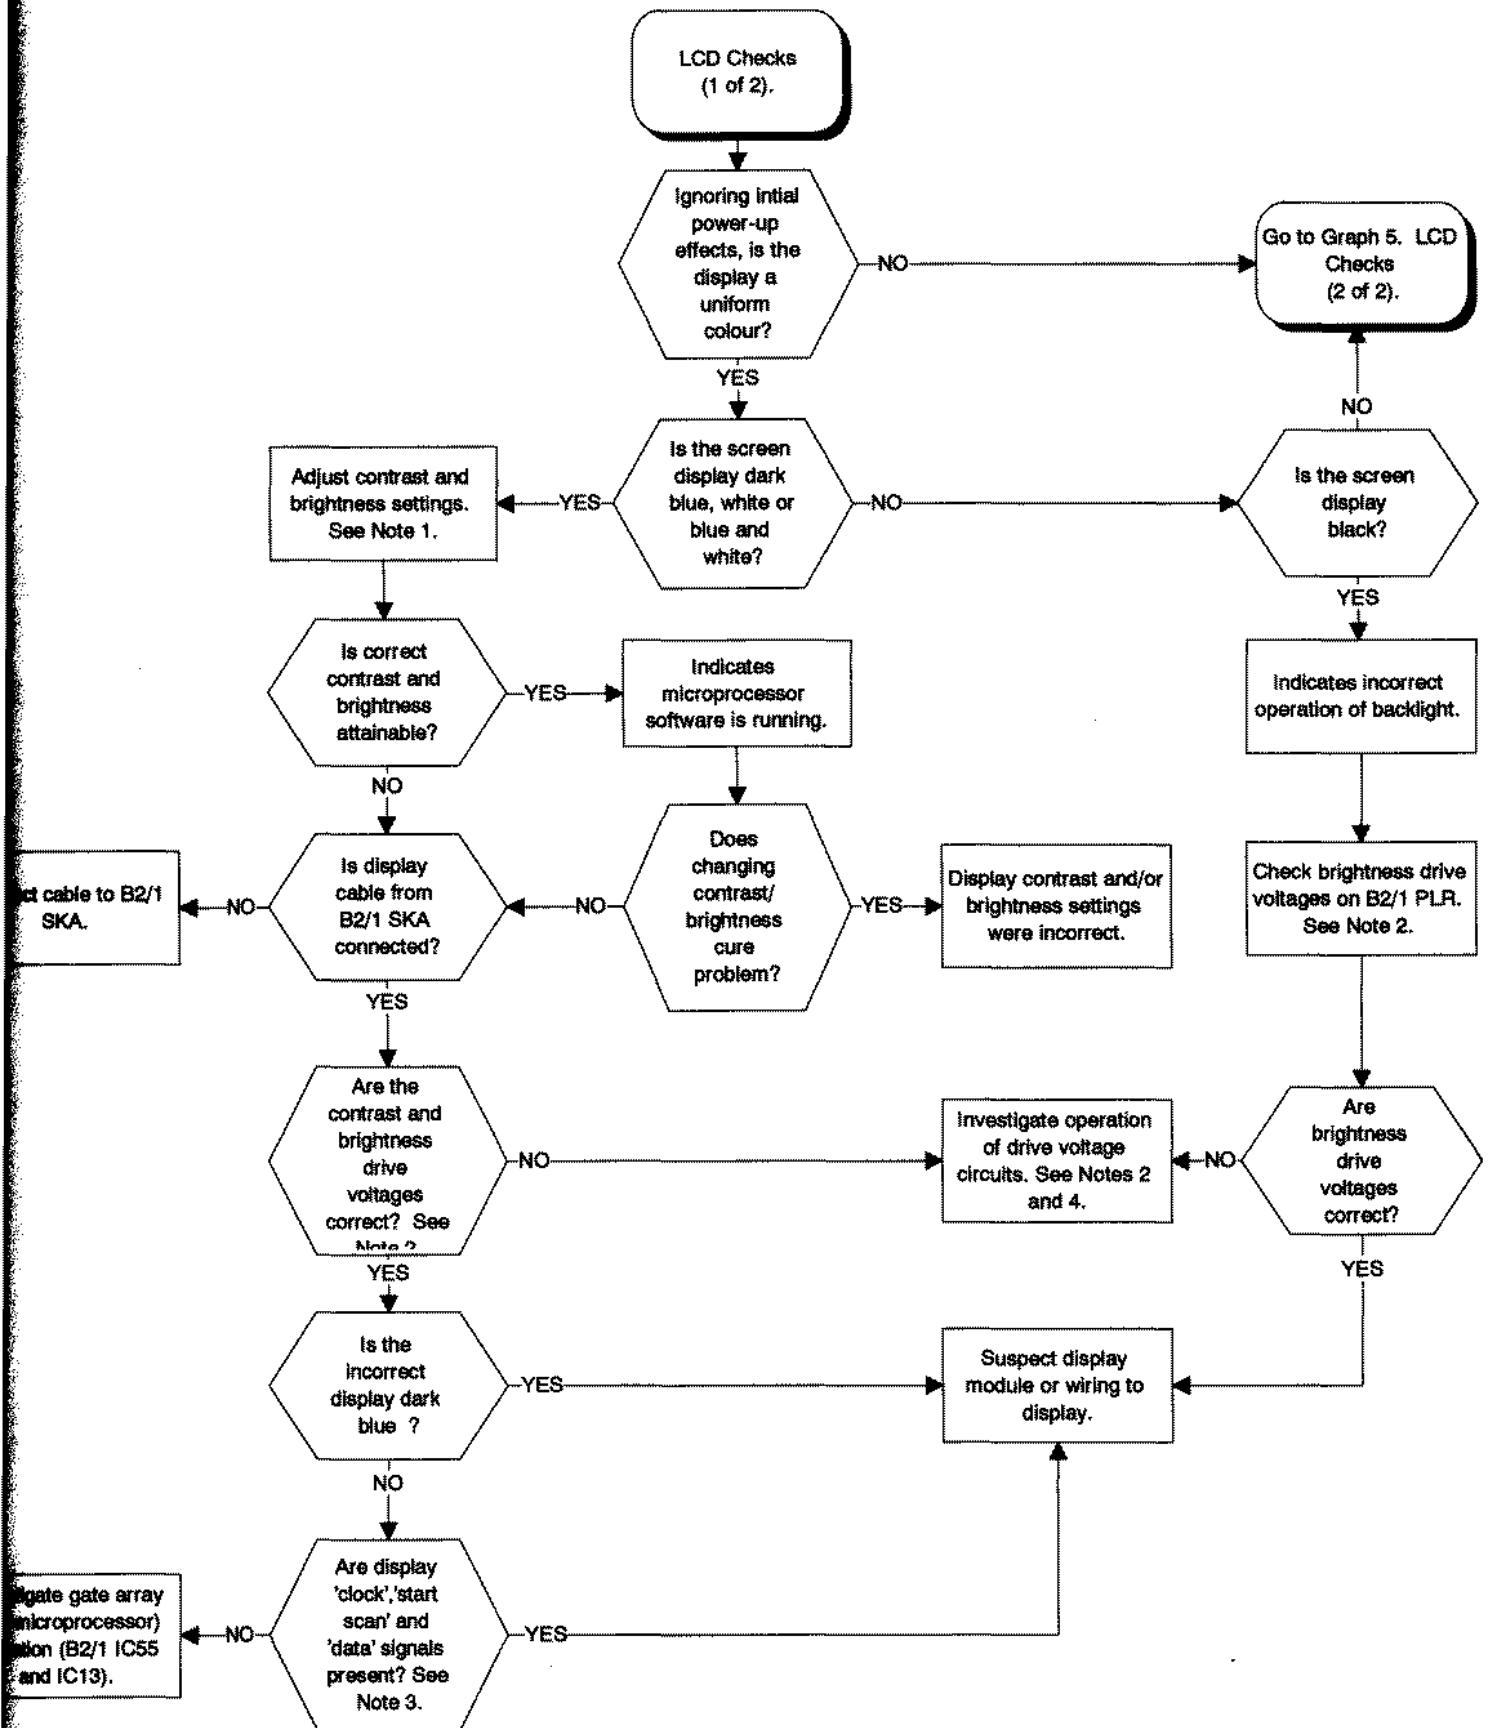 LCD Checks
(1 of 2).
Ignoring intial
power-up
effects, is the
display a
uniform
colour?
NO
Go to Graph 5. LCD
Checks
(2 of 2).
YES
NO
Is the screen
display dark
blue, white or
blue and
white?
YES
Adjust contrast and
brightness settings.
See Note 1.
NO
Is the screen
display
black?
YES
Is correct
contrast and
brightness
attainable?
YES
Indicates
microprocessor
software is running.
Indicates incorrect
operation of backlight.
NO
Is display
cable from
B2/1 SKA
connected?
NO
cable to B2/1
SKA.
Does
changing
contrast/
brightness
cure
problem?
NO
YES
Display contrast and/or
brightness settings
were incorrect.
Check brightness drive
voltages on B2/1 PLR.
See Note 2.
YES
Are the
contrast and
brightness
drive
voltages
correct? See
Note 2
NO
Investigate operation
of drive voltage
circuits. See Notes 2
and 4.
NO
Are
brightness
drive
voltages
correct?
YES
YES
Is the
incorrect
display dark
blue ?
YES
Suspect display
module or wiring to
display.
NO
Are display
'clock','start
scan' and
'data' signals
present? See
Note 3.
YES
NO
gate array
microprocessor)
(B2/1 IC55
and IC13).